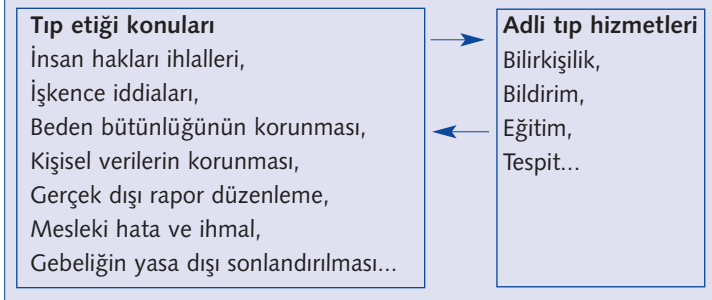 Tıp etiği konuları
İnsan hakları ihlalleri,
İşkence iddiaları,
Beden bütünlüğünün korunması,
Kişisel verilerin korunması,
Gerçek dışı rapor düzenleme,
Mesleki hata ve ihmal,
Gebeliğin yasa dışı sonlandırılması...
Adli tıp hizmetleri
Bilirkişilik,
Bildirim,
Eğitim,
Tespit...